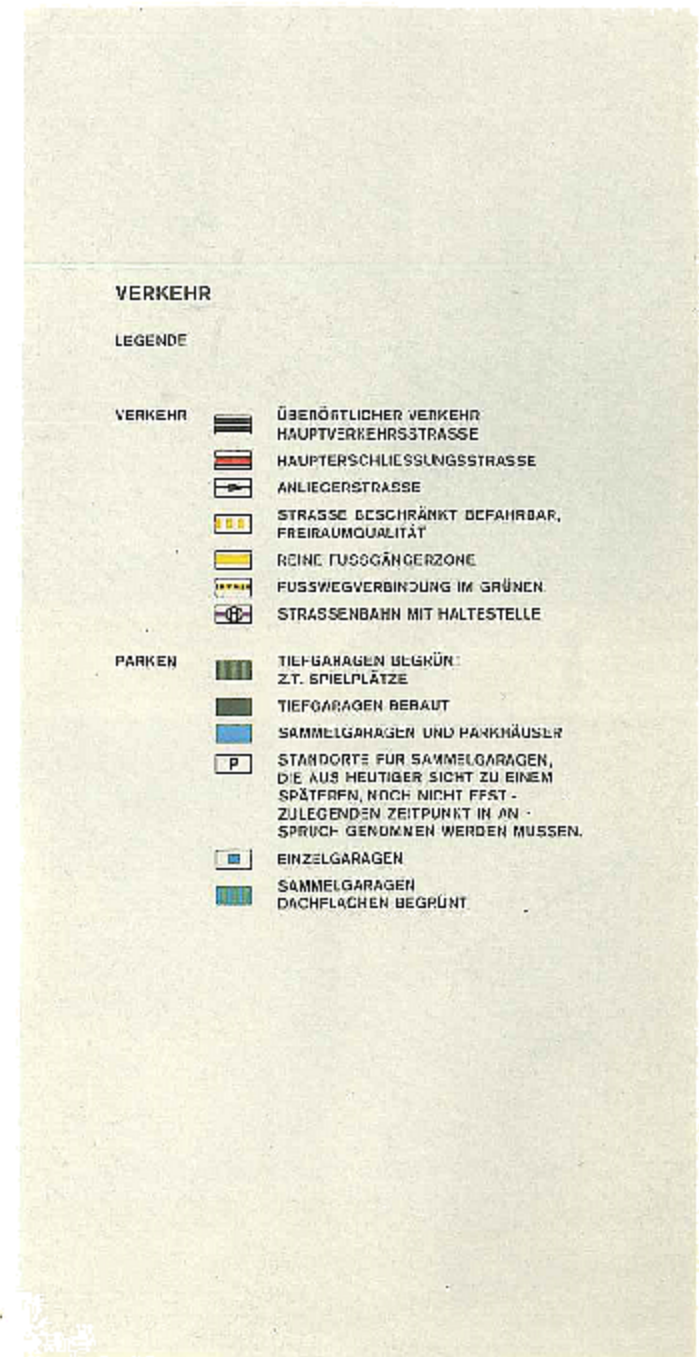 VERKEHR
LEGENDE
VERKEHR
ÜBERÖRTLICHER VERKEHR
HAUPTVERKEHRSSTRASSE
HAUPTERSCHLIESSUNGSSTRASSE
ANLIEGERSTRASSE
STRASSE BESCHRÄNKT BEFAHRBAR,
FREIRAUMQUALITÄT
REINE FUSSGÄNGERZONE
FUSSWEGVERBINDUNG IM GRÜNEN
H
STRASSENBAHN MIT HALTESTELLE
PARKEN
TIEFGARAGEN BEGRÜNT
Z.T. SPIELPLÄTZE
TIEFGARAGEN BEBAUT
SAMMELGARAGEN UND PARKHÄUSER
P
STANDORTE FÜR SAMMELGARAGEN,
DIE AUS HEUTIGER SICHT ZU EINEM
SPÄTEREN, NOCH NICHT FEST-
ZULEGENDEN ZEITPUNKT IN AN-
SPRUCH GENOMMEN WERDEN MÜSSEN.
EINZELGARAGEN
SAMMELGARAGEN
DACHFLÄCHEN BEGRÜNT